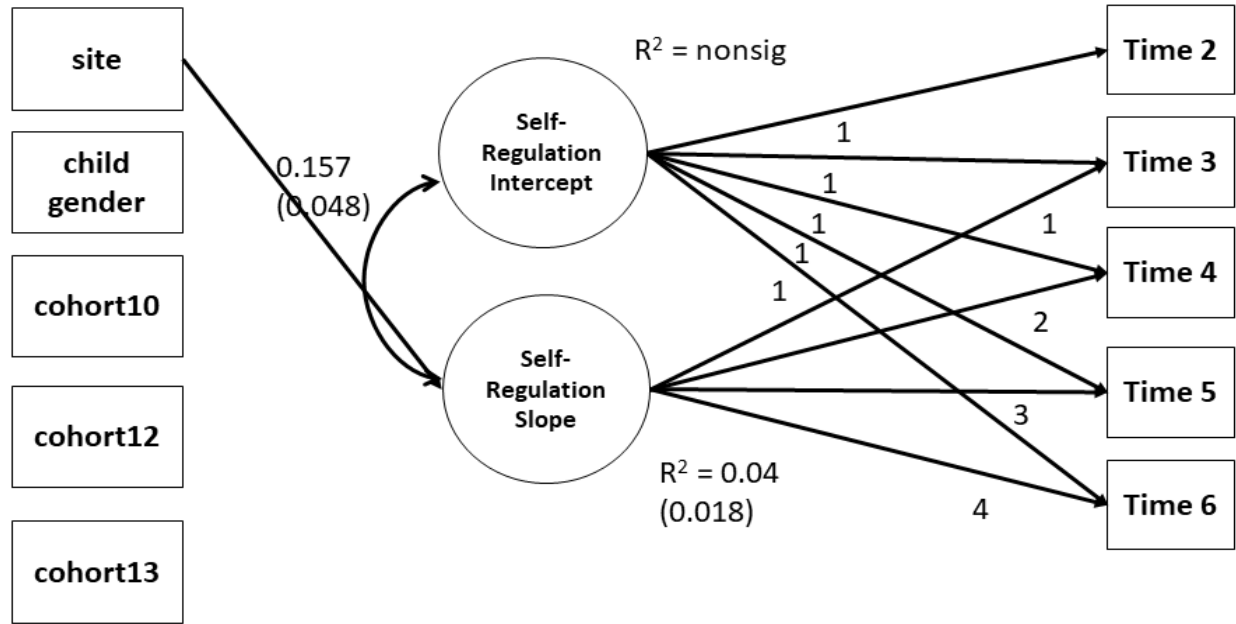 site
child
gender
cohort10
cohort12
cohort13
0.157
(0.048)
Self-
Regulation
Intercept
Self-
Regulation
Slope
R² = nonsig
R² = 0.04
(0.018)
1
1
1
1
1
1
2
3
4
Time 2
Time 3
Time 4
Time 5
Time 6